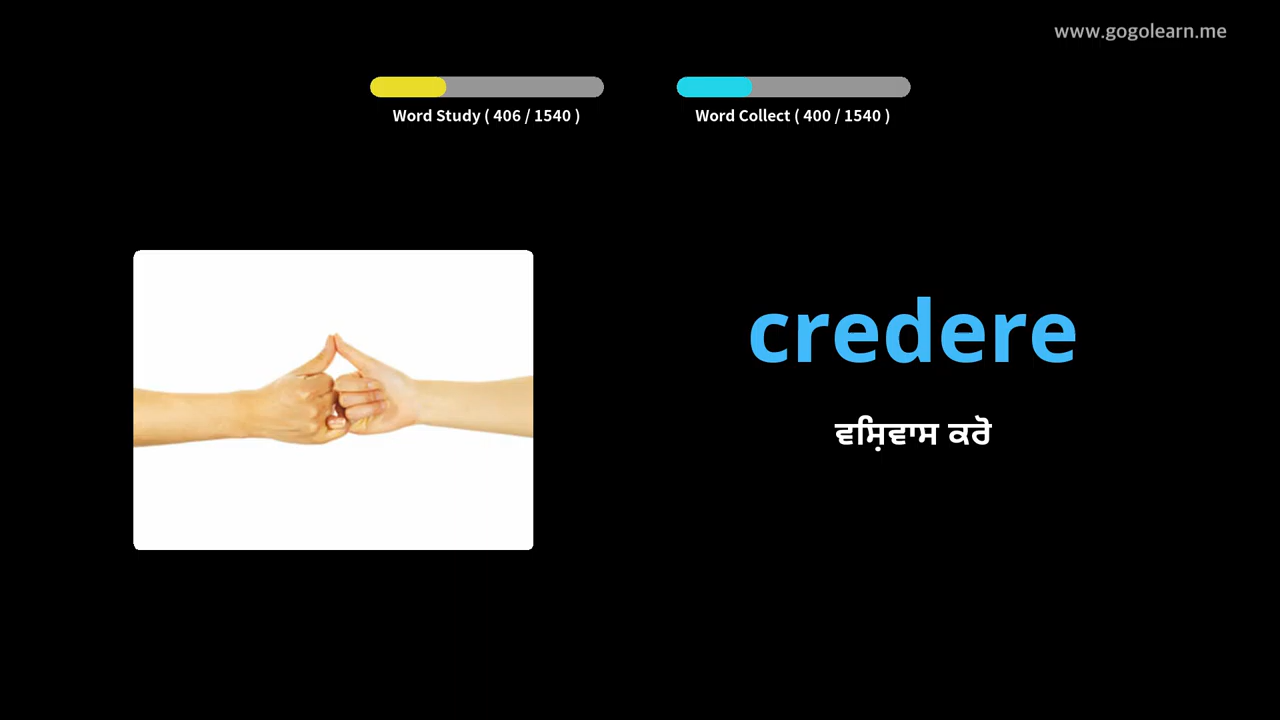 www.gogolearn.me
Word Study ( 406 / 1540 )
Word Collect ( 400 / 1540 )
credere
ਵਸਿ਼ਵਾਸ ਕਰੋ